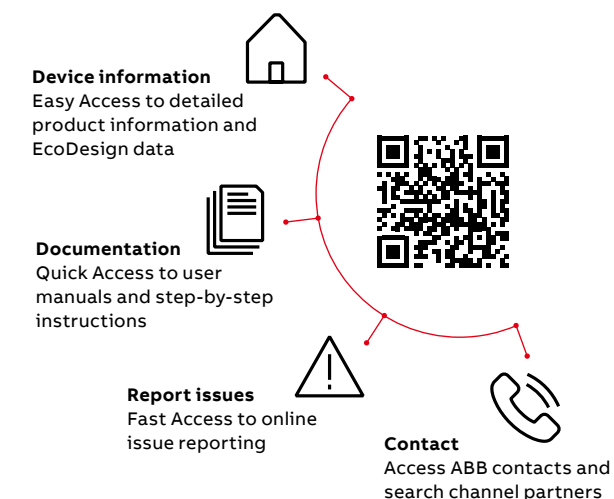 Device information
Easy Access to detailed
product information and
EcoDesign data
Documentation
Quick Access to user
manuals and step-by-step
instructions
Report issues
Fast Access to online
issue reporting
Contact
Access ABB contacts and
search channel partners